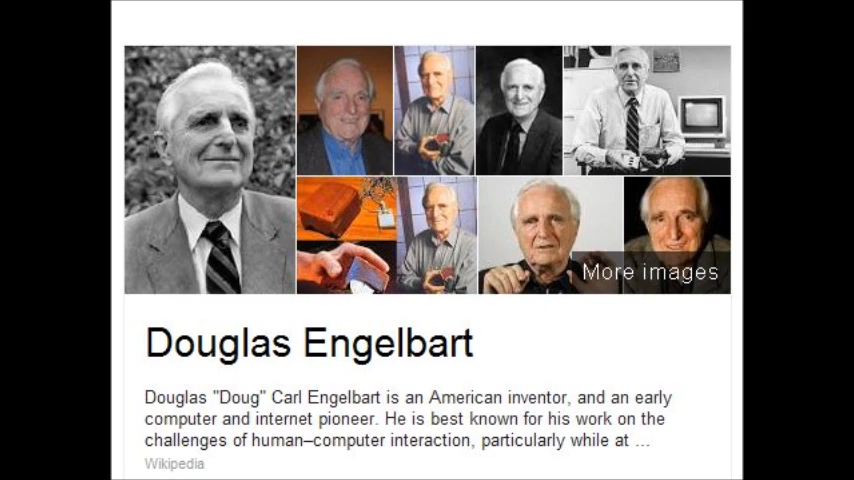 More images
Douglas Engelbart
Douglas "Doug" Carl Engelbart is an American inventor, and an early
computer and internet pioneer. He is best known for his work on the
challenges of human–computer interaction, particularly while at ...
Wikipedia